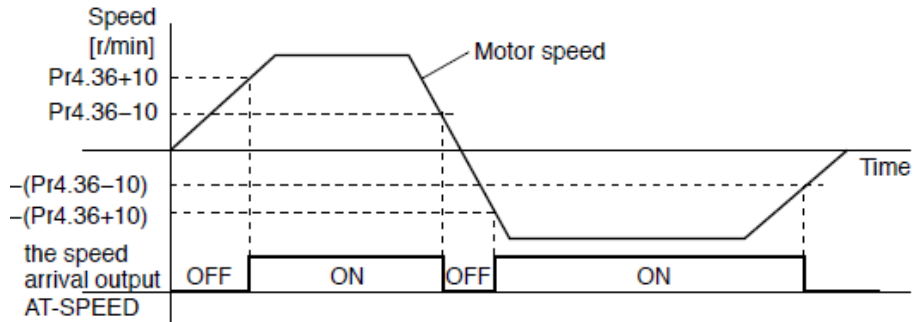 Speed
[r/min]
Motor speed
Pr4.36+10
Pr4.36−10
Time
−(Pr4.36−10)
−(Pr4.36+10)
the speed
arrival output OFF ON OFF ON
AT-SPEED